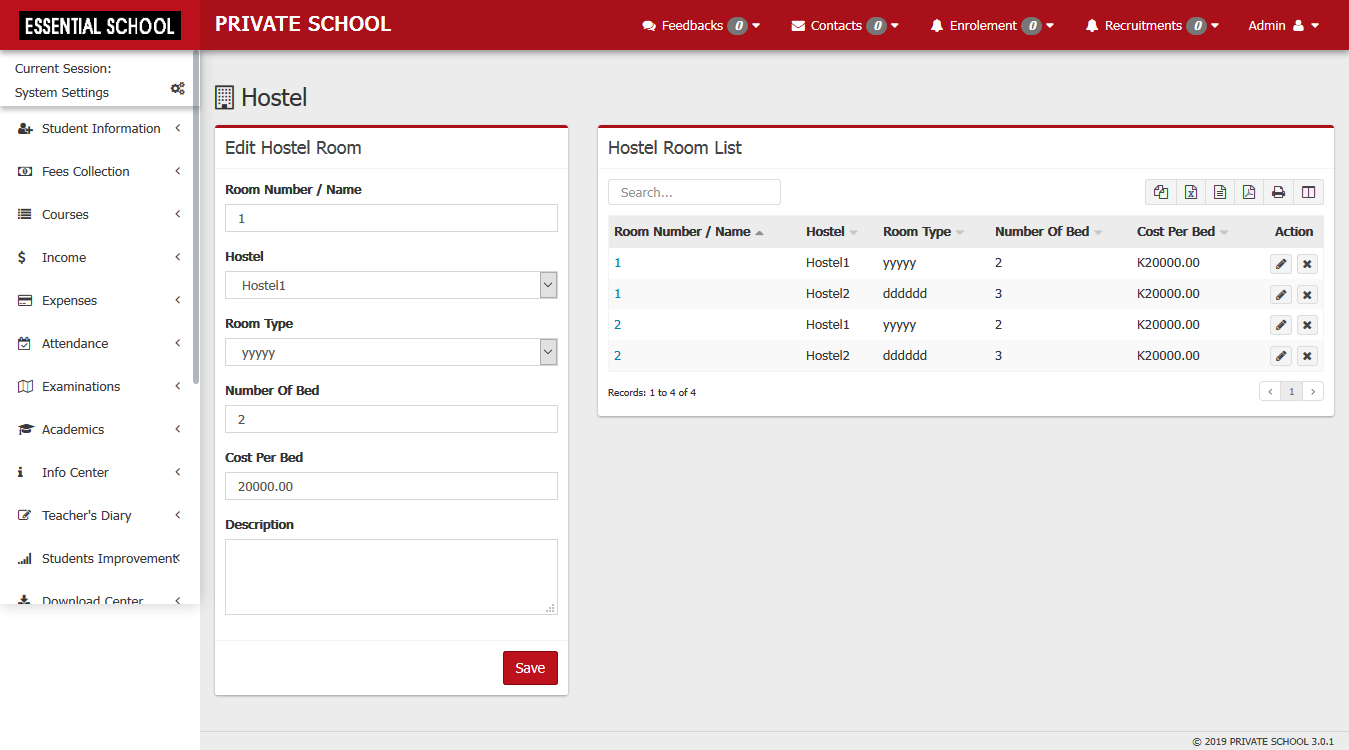 ESSENTIAL SCHOOL
PRIVATE SCHOOL
Feedbacks 0
Contacts 0
Enrolement 0
Recruitments 0
Admin
Current Session:
System Settings
Student Information
Fees Collection
Courses
Income
Expenses
Attendance
Examinations
Academics
Info Center
Teacher's Diary
Students Improvement
Download Center
Hostel
Edit Hostel Room
Room Number / Name
1
Hostel
Hostel1
Room Type
yyyyy
Number Of Bed
2
Cost Per Bed
20000.00
Description
Save
Hostel Room List
Search...
Room Number / Name Hostel Room Type Number Of Bed Cost Per Bed Action
1 Hostel1 yyyyy 2 K20000.00
1 Hostel2 dddddd 3 K20000.00
2 Hostel1 yyyyy 2 K20000.00
2 Hostel2 dddddd 3 K20000.00
Records: 1 to 4 of 4
1
© 2019 PRIVATE SCHOOL 3.0.1